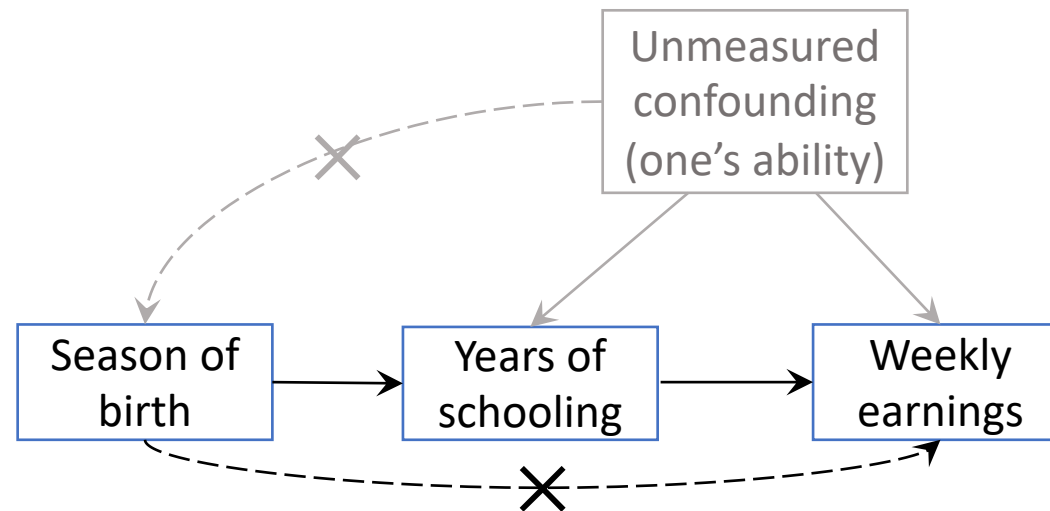 Unmeasured
confounding
(one’s ability)
Season of
birth
Years of
schooling
Weekly
earnings